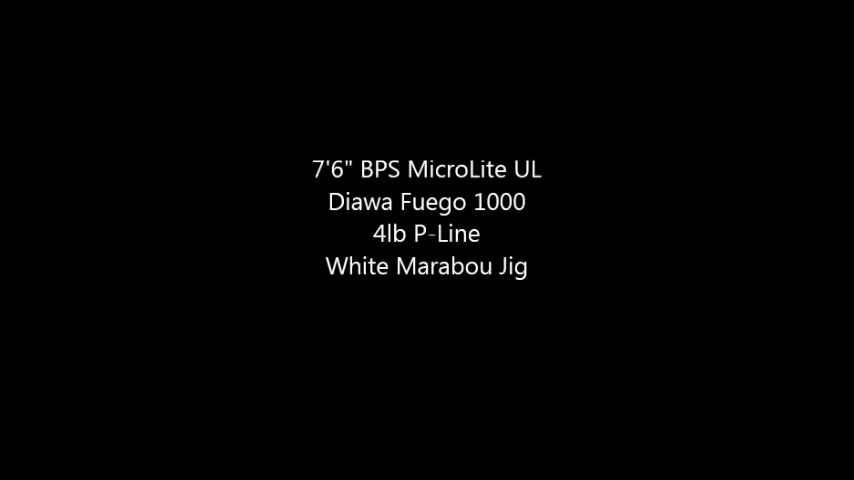 7'6" BPS MicroLite UL
Diawa Fuego 1000
4lb P-Line
White Marabou Jig